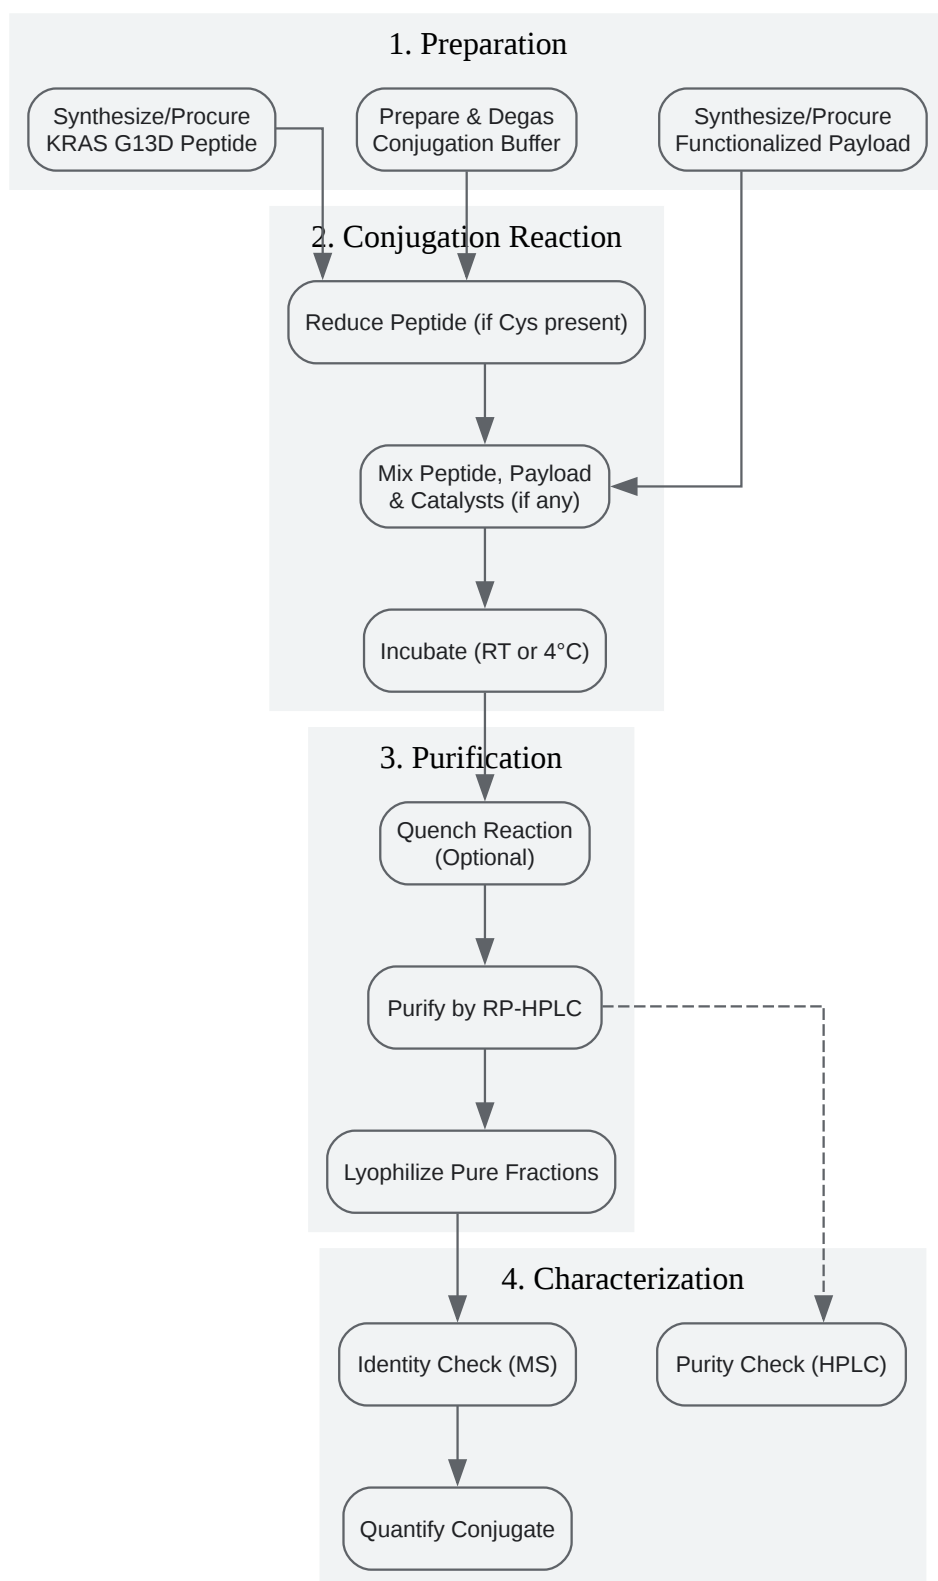 1. Preparation
Synthesize/Procure
KRAS G13D Peptide
Prepare & Degas
Conjugation Buffer
Synthesize/Procure
Functionalized Payload
2. Conjugation Reaction
Reduce Peptide (if Cys present)
Mix Peptide, Payload
& Catalysts (if any)
Incubate (RT or 4°C)
3. Purification
Quench Reaction
(Optional)
Purify by RP-HPLC
Lyophilize Pure Fractions
4. Characterization
Identity Check (MS)
Purity Check (HPLC)
Quantify Conjugate